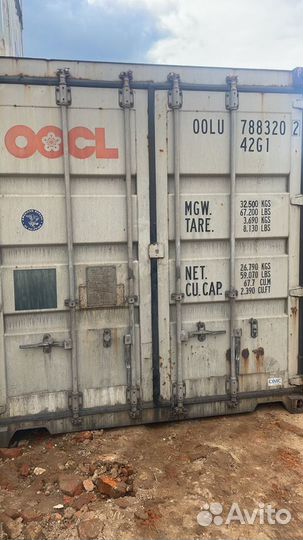 OOCL
OOLU 788320 2
42G1
MGW. 32.500 KGS
67.200 LBS
TARE. 3.690 KGS
8.130 LBS
NET. 26.790 KGS
59.070 LBS
CU.CAP. 67.7 CU.M
2.390 CU.FT
CIMC
Avito